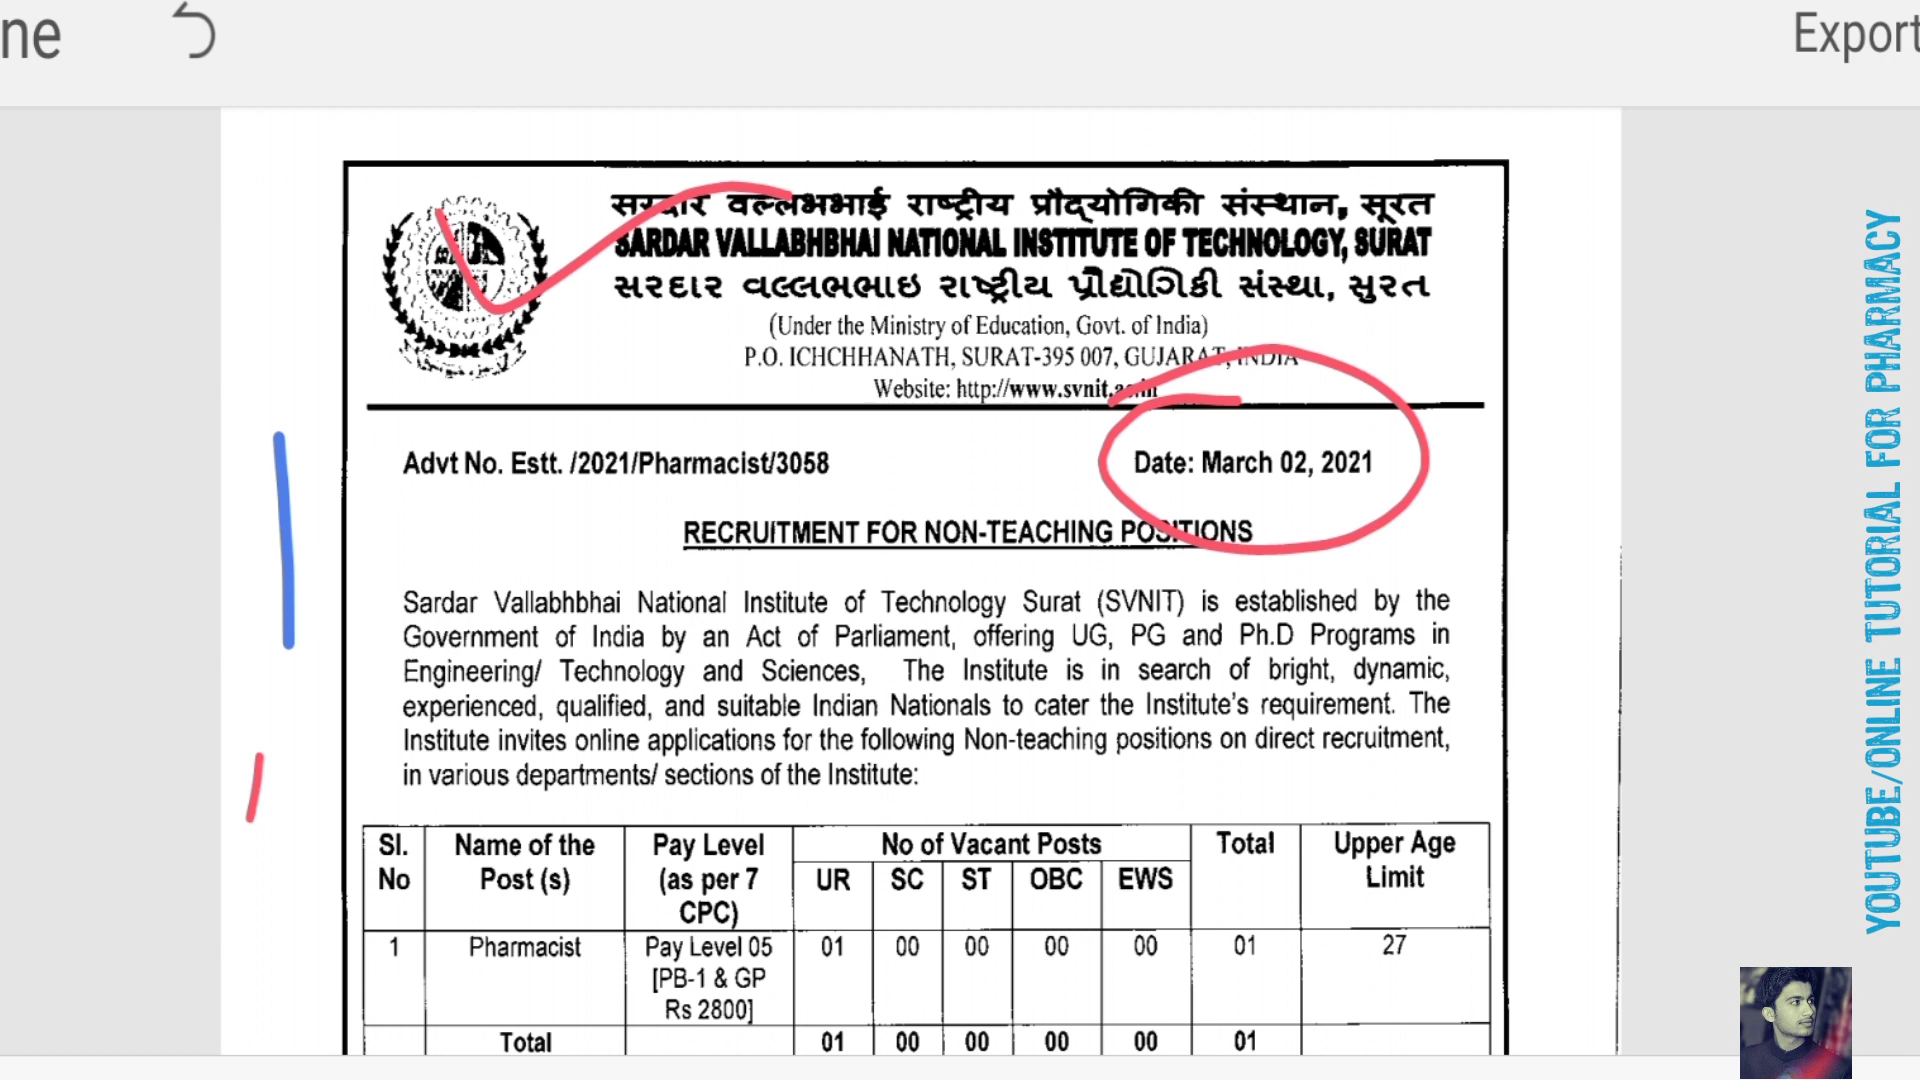 ne
Export
सरदार वल्लभभाई राष्ट्रीय प्रौद्योगिकी संस्थान, सूरत
SARDAR VALLABHBHAI NATIONAL INSTITUTE OF TECHNOLOGY, SURAT
સરદાર વલ્લભભાઇ રાષ્ટ્રીય પ્રૌદ્યોગિકી સંસ્થા, સુરત
(Under the Ministry of Education, Govt. of India)
P.O. ICHCHHANATH, SURAT-395 007, GUJARAT, INDIA
Website: http://www.svnit.ac.in
Advt No. Estt. /2021/Pharmacist/3058 Date: March 02, 2021
RECRUITMENT FOR NON-TEACHING POSITIONS
Sardar Vallabhbhai National Institute of Technology Surat (SVNIT) is established by the
Government of India by an Act of Parliament, offering UG, PG and Ph.D Programs in
Engineering/ Technology and Sciences, The Institute is in search of bright, dynamic,
experienced, qualified, and suitable Indian Nationals to cater the Institute's requirement. The
Institute invites online applications for the following Non-teaching positions on direct recruitment,
in various departments/ sections of the Institute:
Sl. No Name of the Post (s) Pay Level (as per 7 CPC) No of Vacant Posts Total Upper Age Limit
UR SC ST OBC EWS
1 Pharmacist Pay Level 05 [PB-1 & GP Rs 2800] 01 00 00 00 00 01 27
Total 01 00 00 00 00 01
YOUTUBE/ONLINE TUTORIAL FOR PHARMACY